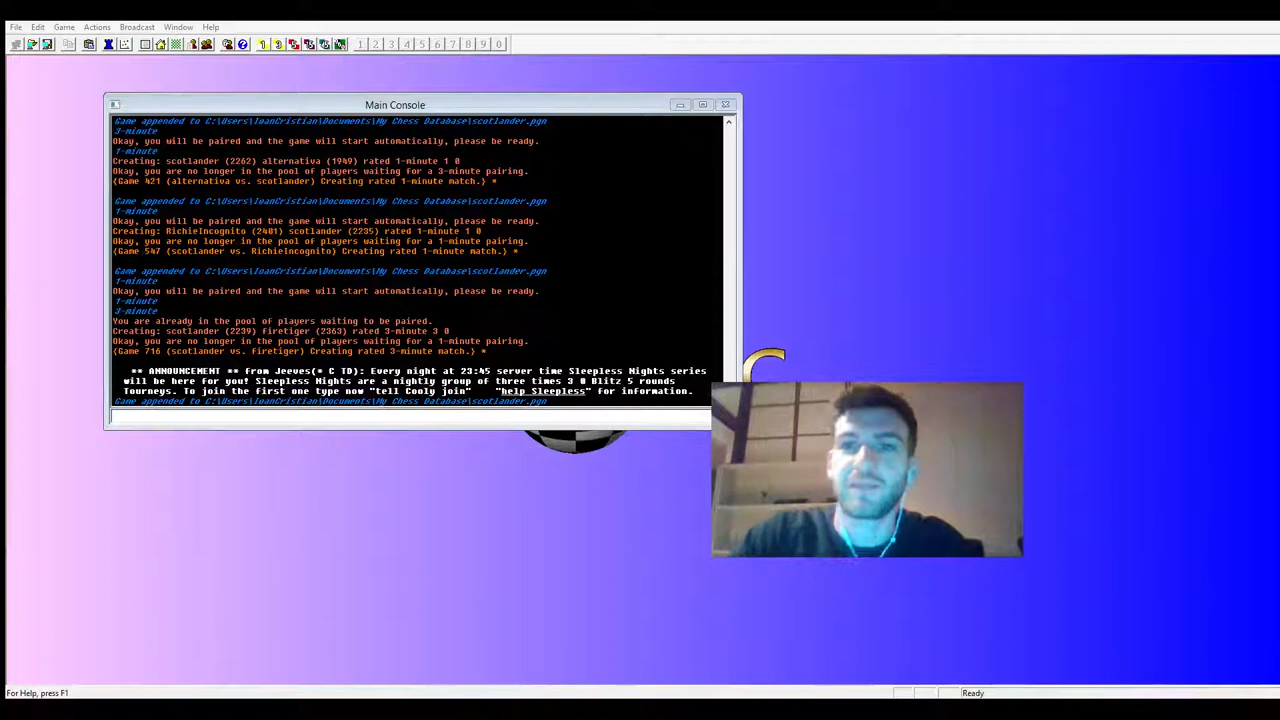 File Edit Game Actions Broadcast Window Help
1 3
1 2 3 4 5 6 7 8 9 0
Main Console
Game appended to C:\Users\IoanCristian\Documents\My Chess Database\scotlander.pgn
3-minute
Okay, you will be paired and the game will start automatically, please be ready.
1-minute
Creating: scotlander (2262) alternativa (1949) rated 1-minute 1 0
Okay, you are no longer in the pool of players waiting for a 3-minute pairing.
{Game 421 (alternativa vs. scotlander) Creating rated 1-minute match.} *
Game appended to C:\Users\IoanCristian\Documents\My Chess Database\scotlander.pgn
1-minute
Okay, you will be paired and the game will start automatically, please be ready.
Creating: RichieIncognito (2401) scotlander (2235) rated 1-minute 1 0
Okay, you are no longer in the pool of players waiting for a 1-minute pairing.
{Game 547 (scotlander vs. RichieIncognito) Creating rated 1-minute match.} *
Game appended to C:\Users\IoanCristian\Documents\My Chess Database\scotlander.pgn
1-minute
Okay, you will be paired and the game will start automatically, please be ready.
1-minute
3-minute
You are already in the pool of players waiting to be paired.
Creating: scotlander (2239) firetiger (2363) rated 3-minute 3 0
Okay, you are no longer in the pool of players waiting for a 1-minute pairing.
{Game 716 (scotlander vs. firetiger) Creating rated 3-minute match.} *
** ANNOUNCEMENT ** from Jeeves(* C TD): Every night at 23:45 server time Sleepless Nights series
will be here for you! Sleepless Nights are a nightly group of three times 3 0 Blitz 5 rounds
Tourneys. To join the first one type now "tell Cooly join" "help Sleepless" for information.
Game appended to C:\Users\IoanCristian\Documents\My Chess Database\scotlander.pgn
For Help, press F1
Ready